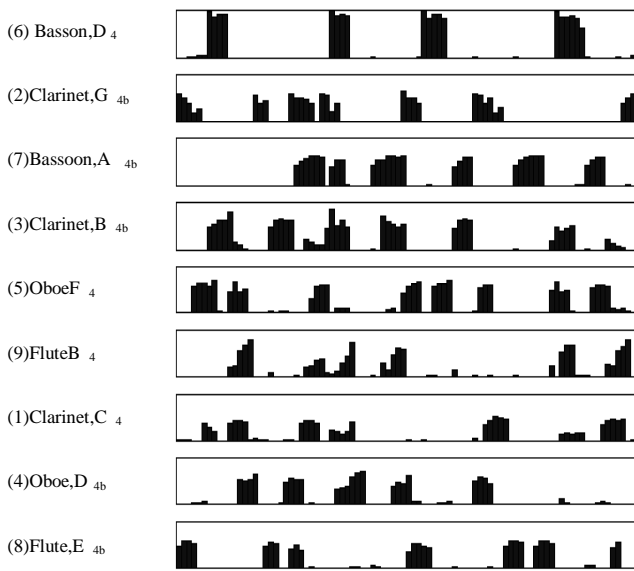 (6) Basson,D 4
(2)Clarinet,G 4b
(7)Bassoon,A 4b
(3)Clarinet,B 4b
(5)OboeF 4
(9)FluteB 4
(1)Clarinet,C 4
(4)Oboe,D 4b
(8)Flute,E 4b